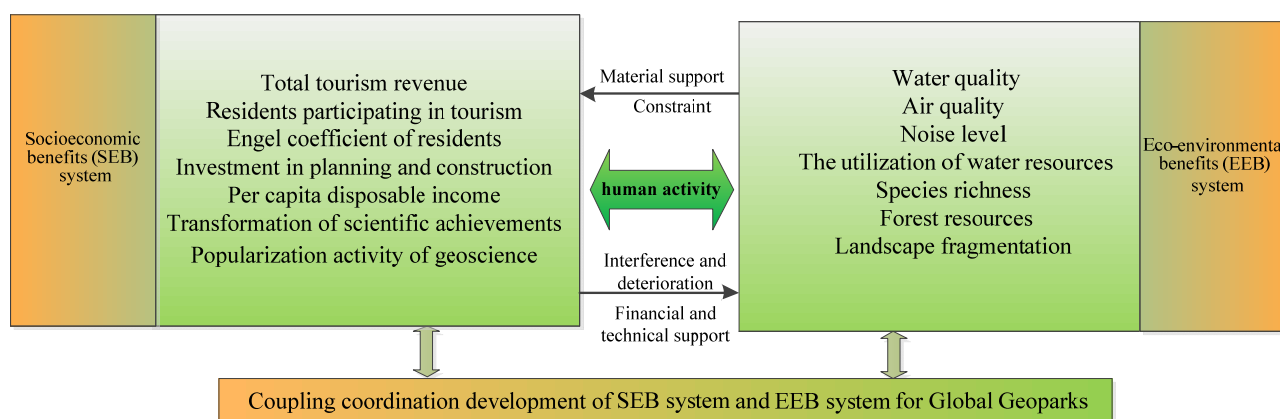 Socioeconomic
benefits (SEB)
system
Total tourism revenue
Residents participating in tourism
Engel coefficient of residents
Investment in planning and construction
Per capita disposable income
Transformation of scientific achievements
Popularization activity of geoscience
Material support
Constraint
human activity
Interference and
deterioration
Financial and
technical support
Water quality
Air quality
Noise level
The utilization of water resources
Species richness
Forest resources
Landscape fragmentation
Eco-environmenta
benefits (EEB)
system
Coupling coordination development of SEB system and EEB system for Global Geoparks